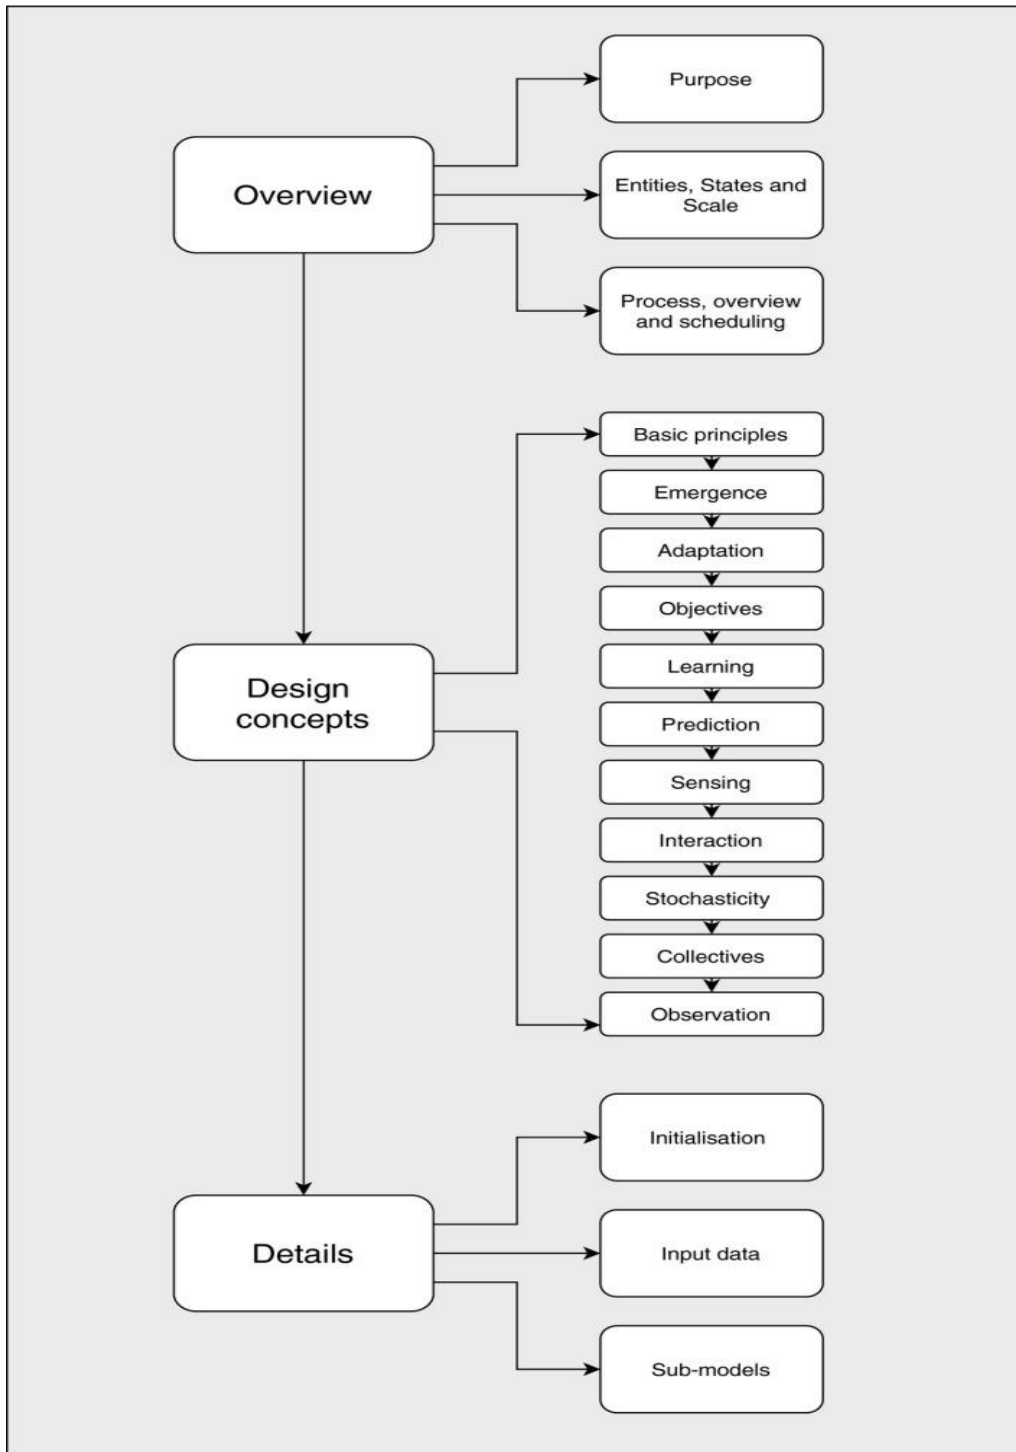 Purpose
Overview
Entities, States and
Scale
Process, overview
and scheduling
Basic principles
Emergence
Adaptation
Objectives
Learning
Design
concepts
Prediction
Sensing
Interaction
Stochasticity
Collectives
Observation
Initialisation
Details
Input data
Sub-models